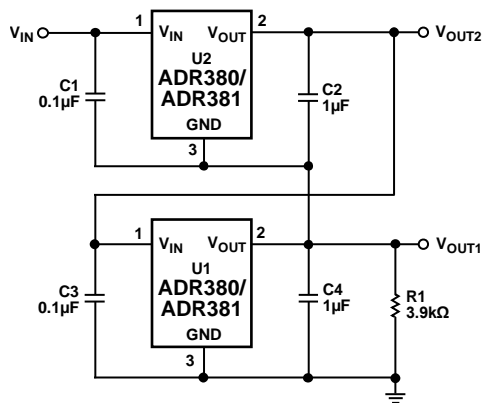 VIN
1
VIN
VOUT
2
VOUT2
U2
ADR380/
ADR381
GND
3
C1
0.1µF
C2
1µF
1
VIN
VOUT
2
VOUT1
U1
ADR380/
ADR381
GND
3
C3
0.1µF
C4
1µF
R1
3.9kΩ